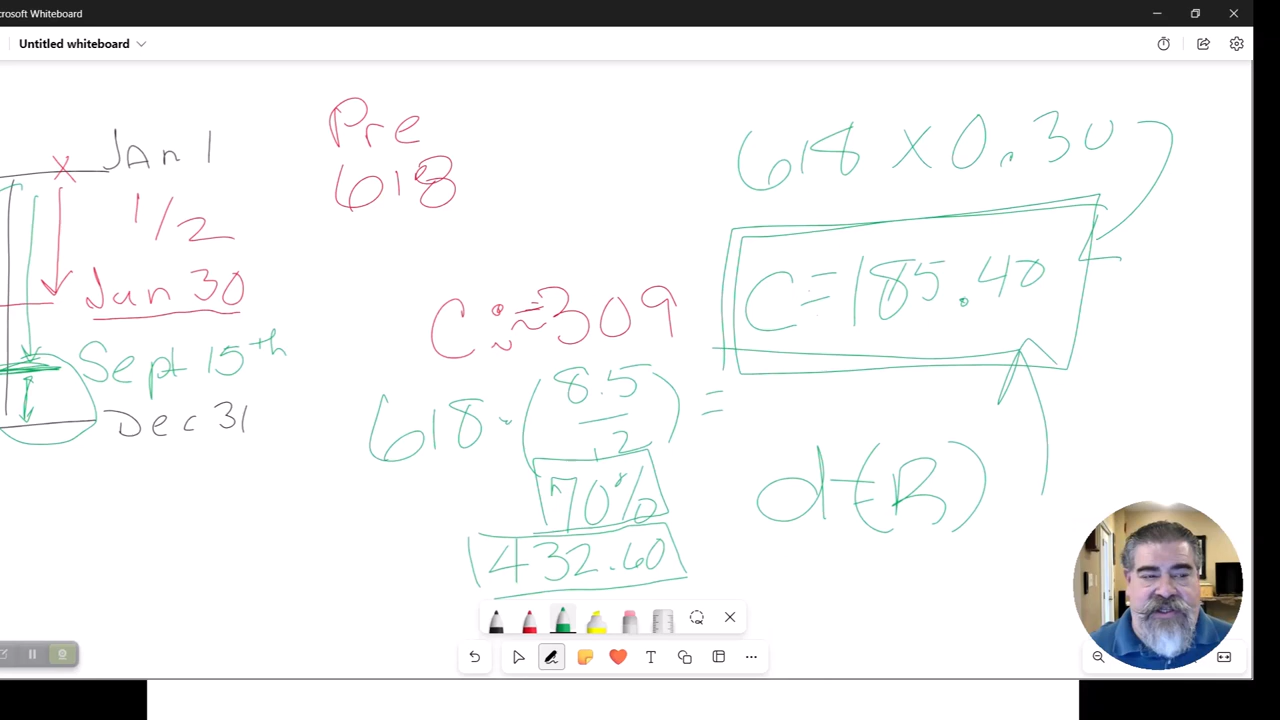 crosoft Whiteboard
Untitled whiteboard
Jan 1
1/2
Jun 30
Sept 15th
Dec 31
Pre
618
C:≈309
618 · (8.5/12) =
70%
432.60
618 x 0.30
C = 185.40